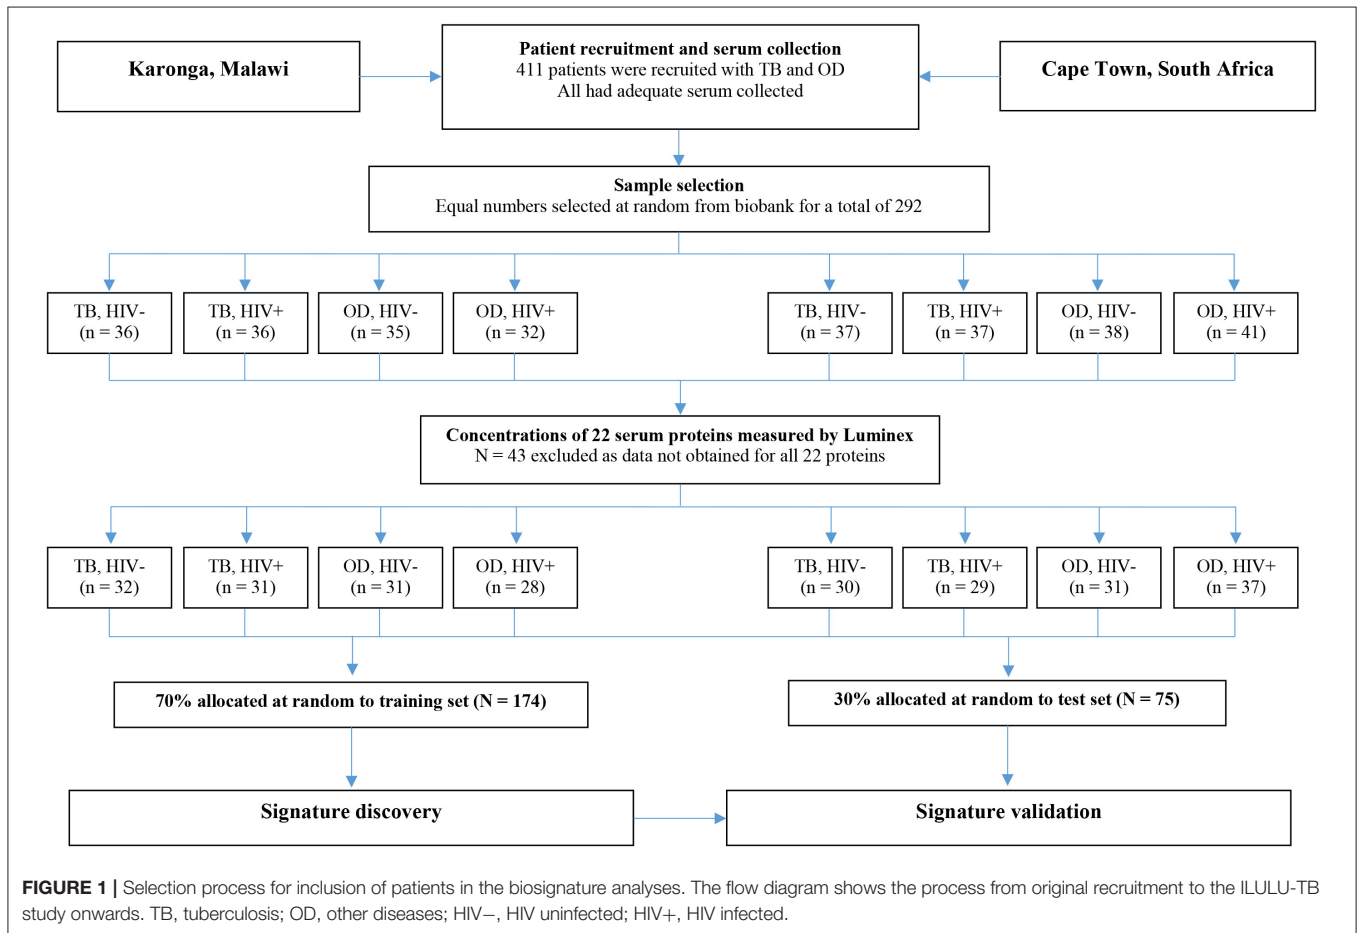 Karonga, Malawi
Patient recruitment and serum collection
411 patients were recruited with TB and OD
All had adequate serum collected
Cape Town, South Africa
Sample selection
Equal numbers selected at random from biobank for a total of 292
TB, HIV-
(n = 36)
TB, HIV+
(n = 36)
OD, HIV-
(n = 35)
OD, HIV+
(n = 32)
TB, HIV-
(n = 37)
TB, HIV+
(n = 37)
OD, HIV-
(n = 38)
OD, HIV+
(n = 41)
Concentrations of 22 serum proteins measured by Luminex
N = 43 excluded as data not obtained for all 22 proteins
TB, HIV-
(n = 32)
TB, HIV+
(n = 31)
OD, HIV-
(n = 31)
OD, HIV+
(n = 28)
TB, HIV-
(n = 30)
TB, HIV+
(n = 29)
OD, HIV-
(n = 31)
OD, HIV+
(n = 37)
70% allocated at random to training set (N = 174)
30% allocated at random to test set (N = 75)
Signature discovery
Signature validation
FIGURE 1 | Selection process for inclusion of patients in the biosignature analyses. The flow diagram shows the process from original recruitment to the ILULU-TB
study onwards. TB, tuberculosis; OD, other diseases; HIV−, HIV uninfected; HIV+, HIV infected.